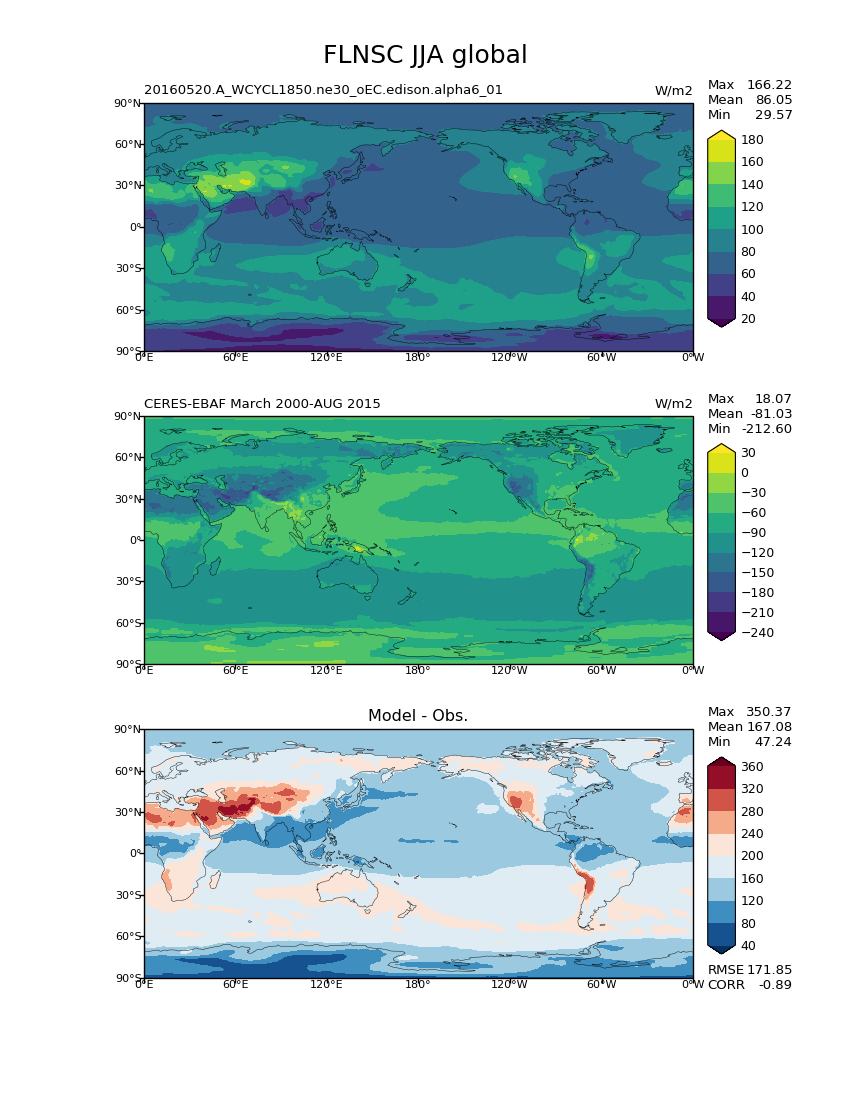 FLNSC JJA global
20160520.A_WCYCL1850.ne30_oEC.edison.alpha6_01 W/m2
Max 166.22
Mean 86.05
Min 29.57
90°N
60°N
30°N
0°
30°S
60°S
90°S
0°E 60°E 120°E 180° 120°W 60°W 0°W
180
160
140
120
100
80
60
40
20
CERES-EBAF March 2000-AUG 2015 W/m2
Max 18.07
Mean -81.03
Min -212.60
90°N
60°N
30°N
0°
30°S
60°S
90°S
0°E 60°E 120°E 180° 120°W 60°W 0°W
30
0
−30
−60
−90
−120
−150
−180
−210
−240
Model - Obs.
Max 350.37
Mean 167.08
Min 47.24
90°N
60°N
30°N
0°
30°S
60°S
90°S
0°E 60°E 120°E 180° 120°W 60°W 0°W
360
320
280
240
200
160
120
80
40
RMSE 171.85
CORR -0.89